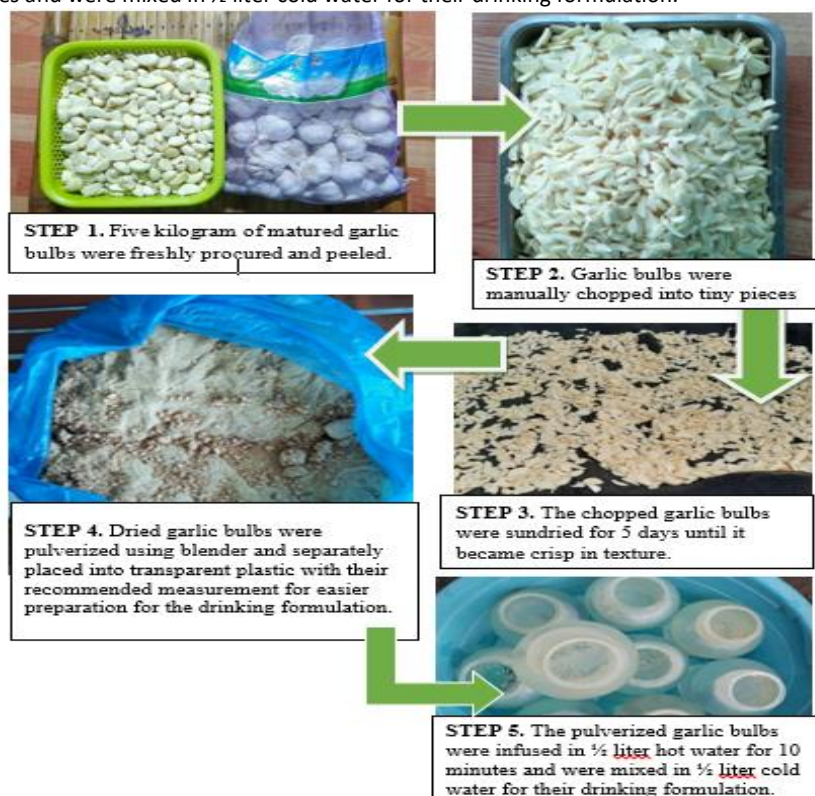 es and were mixed in ½ liter cold water for their drinking formulation.
STEP 1. Five kilogram of matured garlic
bulbs were freshly procured and peeled.
STEP 2. Garlic bulbs were
manually chopped into tiny pieces
STEP 3. The chopped garlic bulbs
were sundried for 5 days until it
became crisp in texture.
STEP 4. Dried garlic bulbs were
pulverized using blender and separately
placed into transparent plastic with their
recommended measurement for easier
preparation for the drinking formulation.
STEP 5. The pulverized garlic bulbs
were infused in ½ liter hot water for 10
minutes and were mixed in ½ liter cold
water for their drinking formulation.